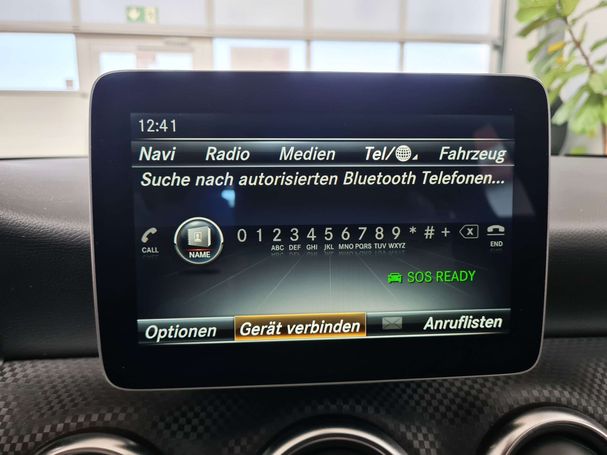 12:41
Navi Radio Medien Tel/ Fahrzeug
Suche nach autorisierten Bluetooth Telefonen...
0 1 2 3 4 5 6 7 8 9 * # +
CALL NAME ABC DEF GHI JKL MNO PQRS TUV WXYZ END
SOS READY
Optionen Gerät verbinden Anruflisten